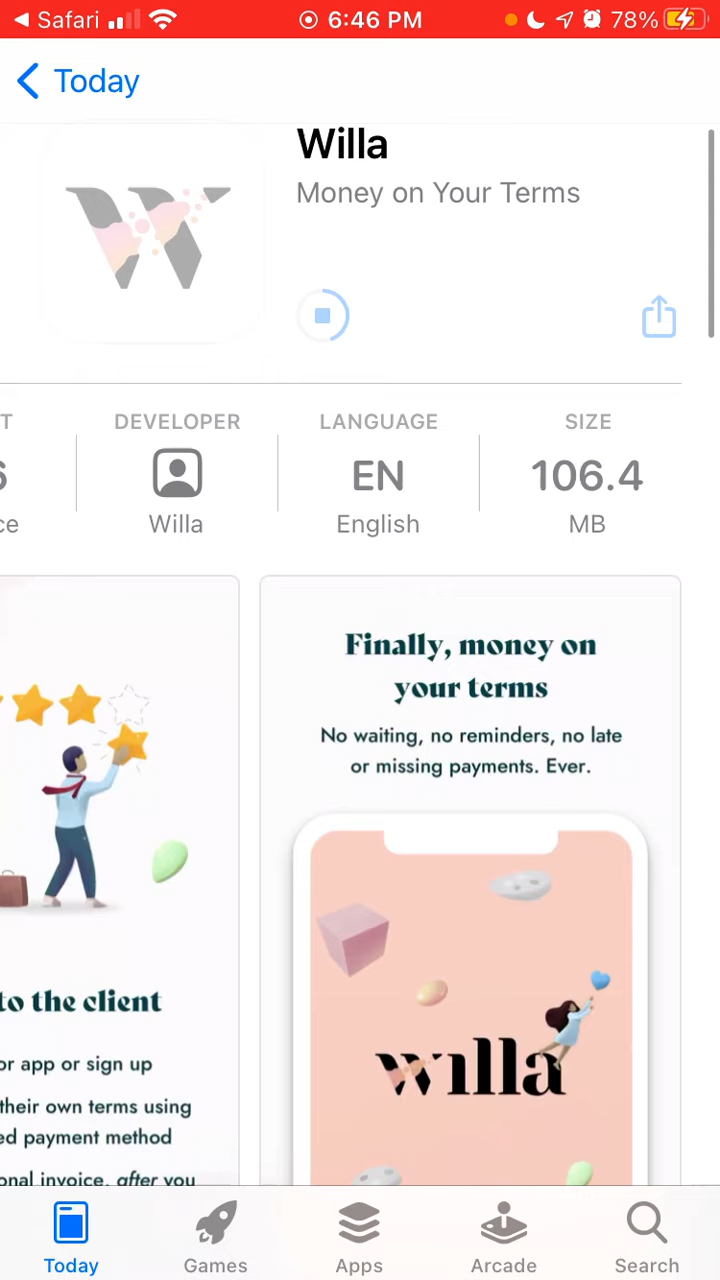 Safari
6:46 PM
78%
Today
Willa
Money on Your Terms
DEVELOPER
LANGUAGE
SIZE
EN
106.4
Willa
English
MB
Finally, money on
your terms
No waiting, no reminders, no late
or missing payments. Ever.
willa
to the client
or app or sign up
their own terms using
payment method
invoice, after you
Today
Games
Apps
Arcade
Search